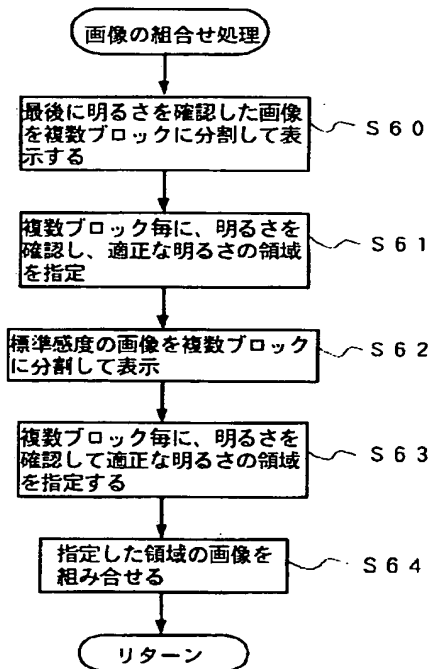 画像の組合せ処理
最後に明るさを確認した画像
を複数ブロックに分割して表
示する
S60
複数ブロック毎に、明るさを
確認し、適正な明るさの領域
を指定
S61
標準感度の画像を複数ブロック
に分割して表示
S62
複数ブロック毎に、明るさを
確認して適正な明るさの領域
を指定する
S63
指定した領域の画像を
組み合せる
S64
リターン